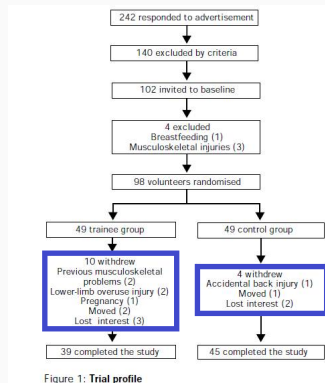 242 responded to advertisement
140 excluded by criteria
102 invited to baseline
4 excluded
Breastfeeding (1)
Musculoskeletal injuries (3)
98 volunteers randomised
49 trainee group
49 control group
10 withdrew
Previous musculoskeletal
problems (2)
Lower-limb overuse injury (2)
Pregnancy (1)
Moved (2)
Lost interest (3)
4 withdrew
Accidental back injury (1)
Moved (1)
Lost interest (2)
39 completed the study
45 completed the study
Figure 1: Trial profile